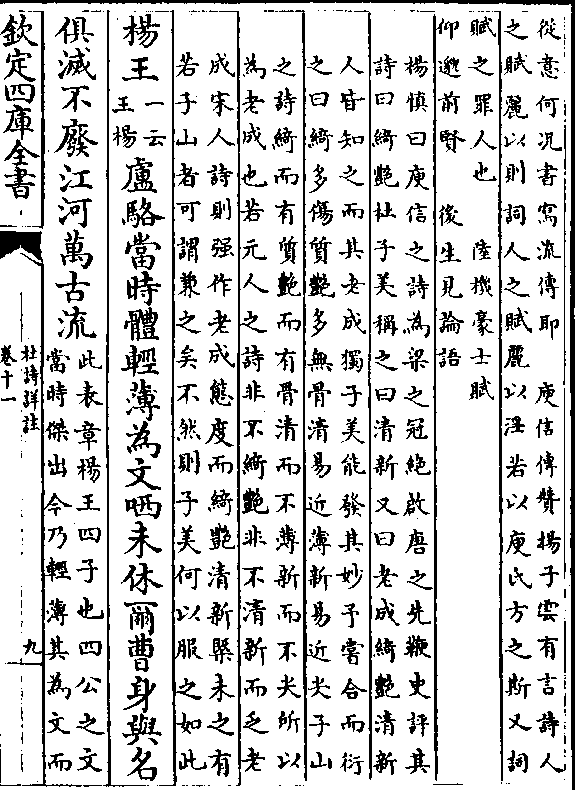 從意何況書寫流傳耶　庾信傳贊揚子雲有言詩人
之賦麗以則詞人之賦麗以淫若以庾氏方之斯又詞
賦之罪人也　陸機豪士賦
仰邈前賢　後生見論語
楊慎曰庾信之詩為梁之冠絕啟唐之先鞭史評其
詩曰綺艷杜子美稱之曰清新又曰老成綺艷清新
人皆知之而其老成獨子美能發其妙予嘗合而衍
之曰綺多傷質艷多無骨清易近薄新易近尖子山
之詩綺而有質艷而有骨清而不薄新而不尖所以
為老成也若元人之詩非不綺艷非不清新而乏老
成宋人詩則强作老成態度而綺艷清新槩未之有
若子山者可謂兼之矣不然則子美何以服之如此
楊王一云王楊盧駱當時體輕薄為文哂未休爾曹身與名
俱滅不廢江河萬古流此表章楊王四子也四公之文
當時傑出今乃輕薄其為文而
欽定四庫全書
杜詩詳註
卷十一
九